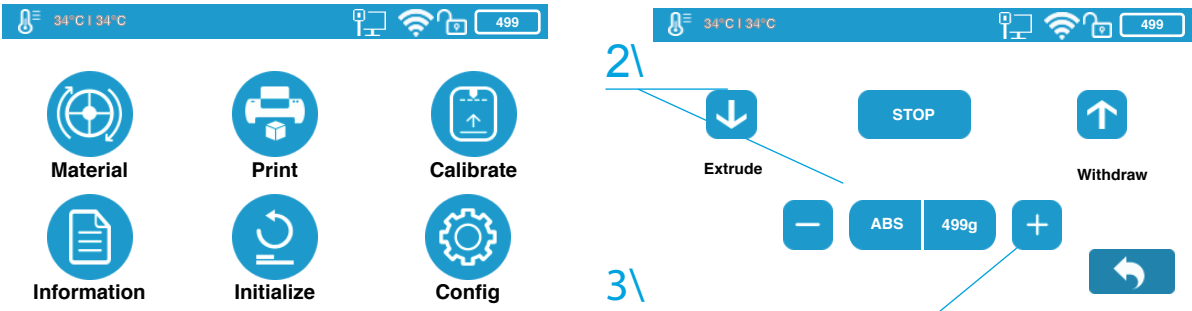 34°C I 34°C
499
Material
Print
Calibrate
Information
Initialize
Config
34°C I 34°C
499
2\
STOP
Extrude
Withdraw
ABS
499g
3\